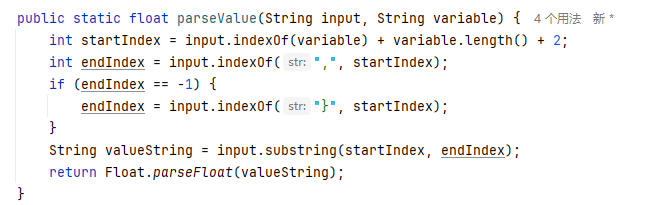 public static float parseValue(String input, String variable) { 4 个用法 新 *
    int startIndex = input.indexOf(variable) + variable.length() + 2;
    int endIndex = input.indexOf( str: ",", startIndex);
    if (endIndex == -1) {
        endIndex = input.indexOf( str: "}", startIndex);
    }
    String valueString = input.substring(startIndex, endIndex);
    return Float.parseFloat(valueString);
}